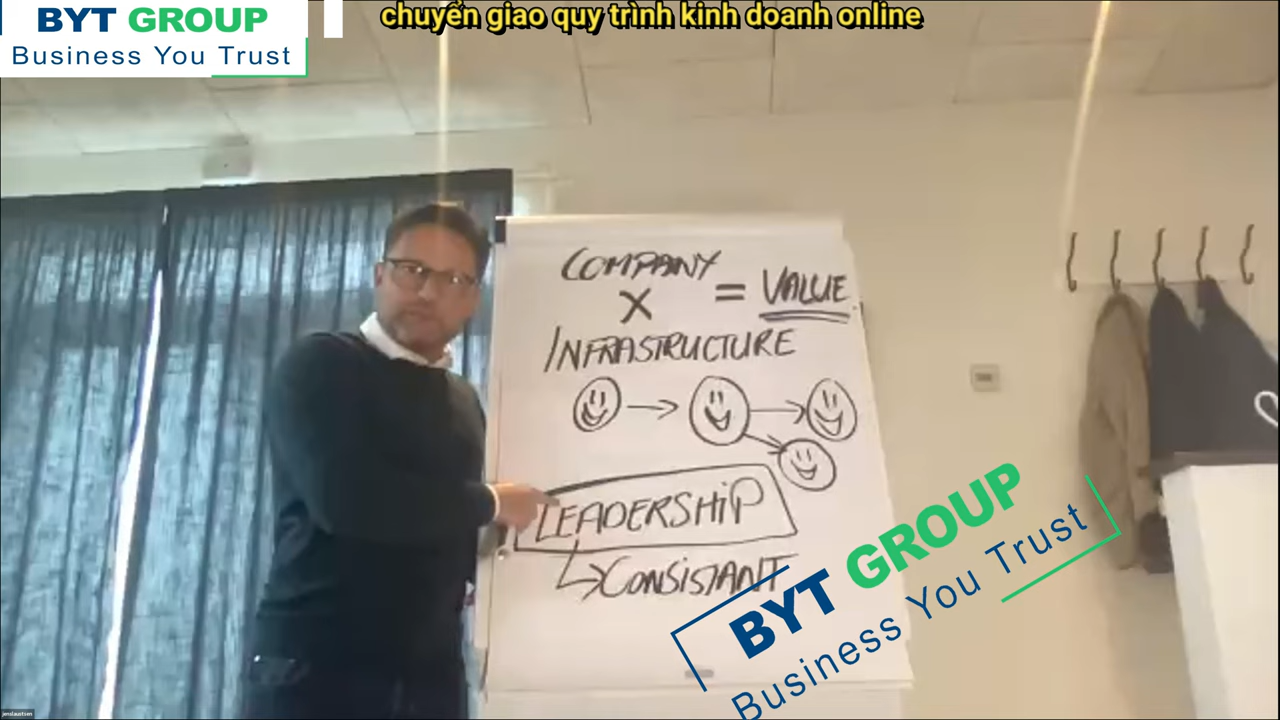 BYT GROUP
Business You Trust
chuyển giao quy trình kinh doanh online
COMPANY
X = VALUE
INFRASTRUCTURE
LEADERSHiP
CONSISTANT
BYT GROUP
Business You Trust